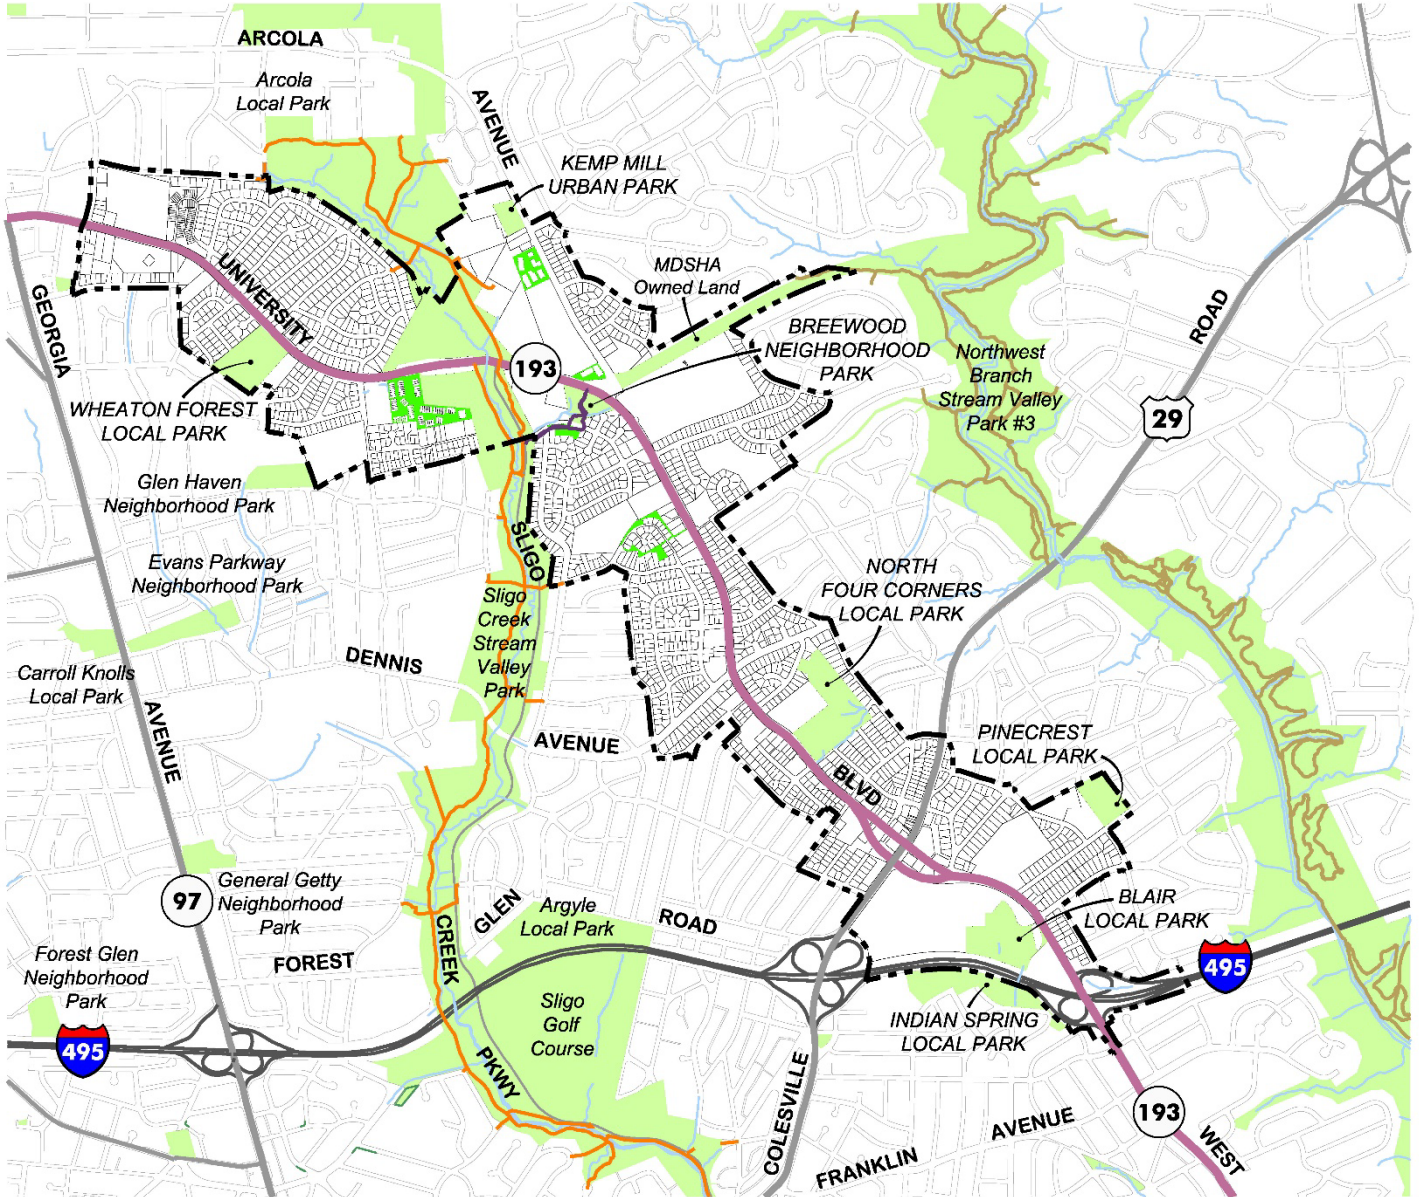 ARCOLA
Arcola
Local Park
AVENUE
KEMP MILL
URBAN PARK
MDSHA
Owned Land
BREEWOOD
NEIGHBORHOOD
PARK
UNIVERSITY
GEORGIA
193
ROAD
29
Northwest
Branch
Stream Valley
Park #3
WHEATON FOREST
LOCAL PARK
Glen Haven
Neighborhood Park
Evans Parkway
Neighborhood Park
SLIGO
Sligo
Creek
Stream
Valley
Park
NORTH
FOUR CORNERS
LOCAL PARK
DENNIS
Carroll Knolls
Local Park
AVENUE
AVENUE
PINECREST
LOCAL PARK
BLVD
97
General Getty
Neighborhood
Park
GLEN
Argyle
Local Park
ROAD
BLAIR
LOCAL PARK
Forest Glen
Neighborhood
Park
FOREST
CREEK
495
495
Sligo
Golf
Course
INDIAN SPRING
LOCAL PARK
PKWY
COLESVILLE
193
WEST
FRANKLIN
AVENUE